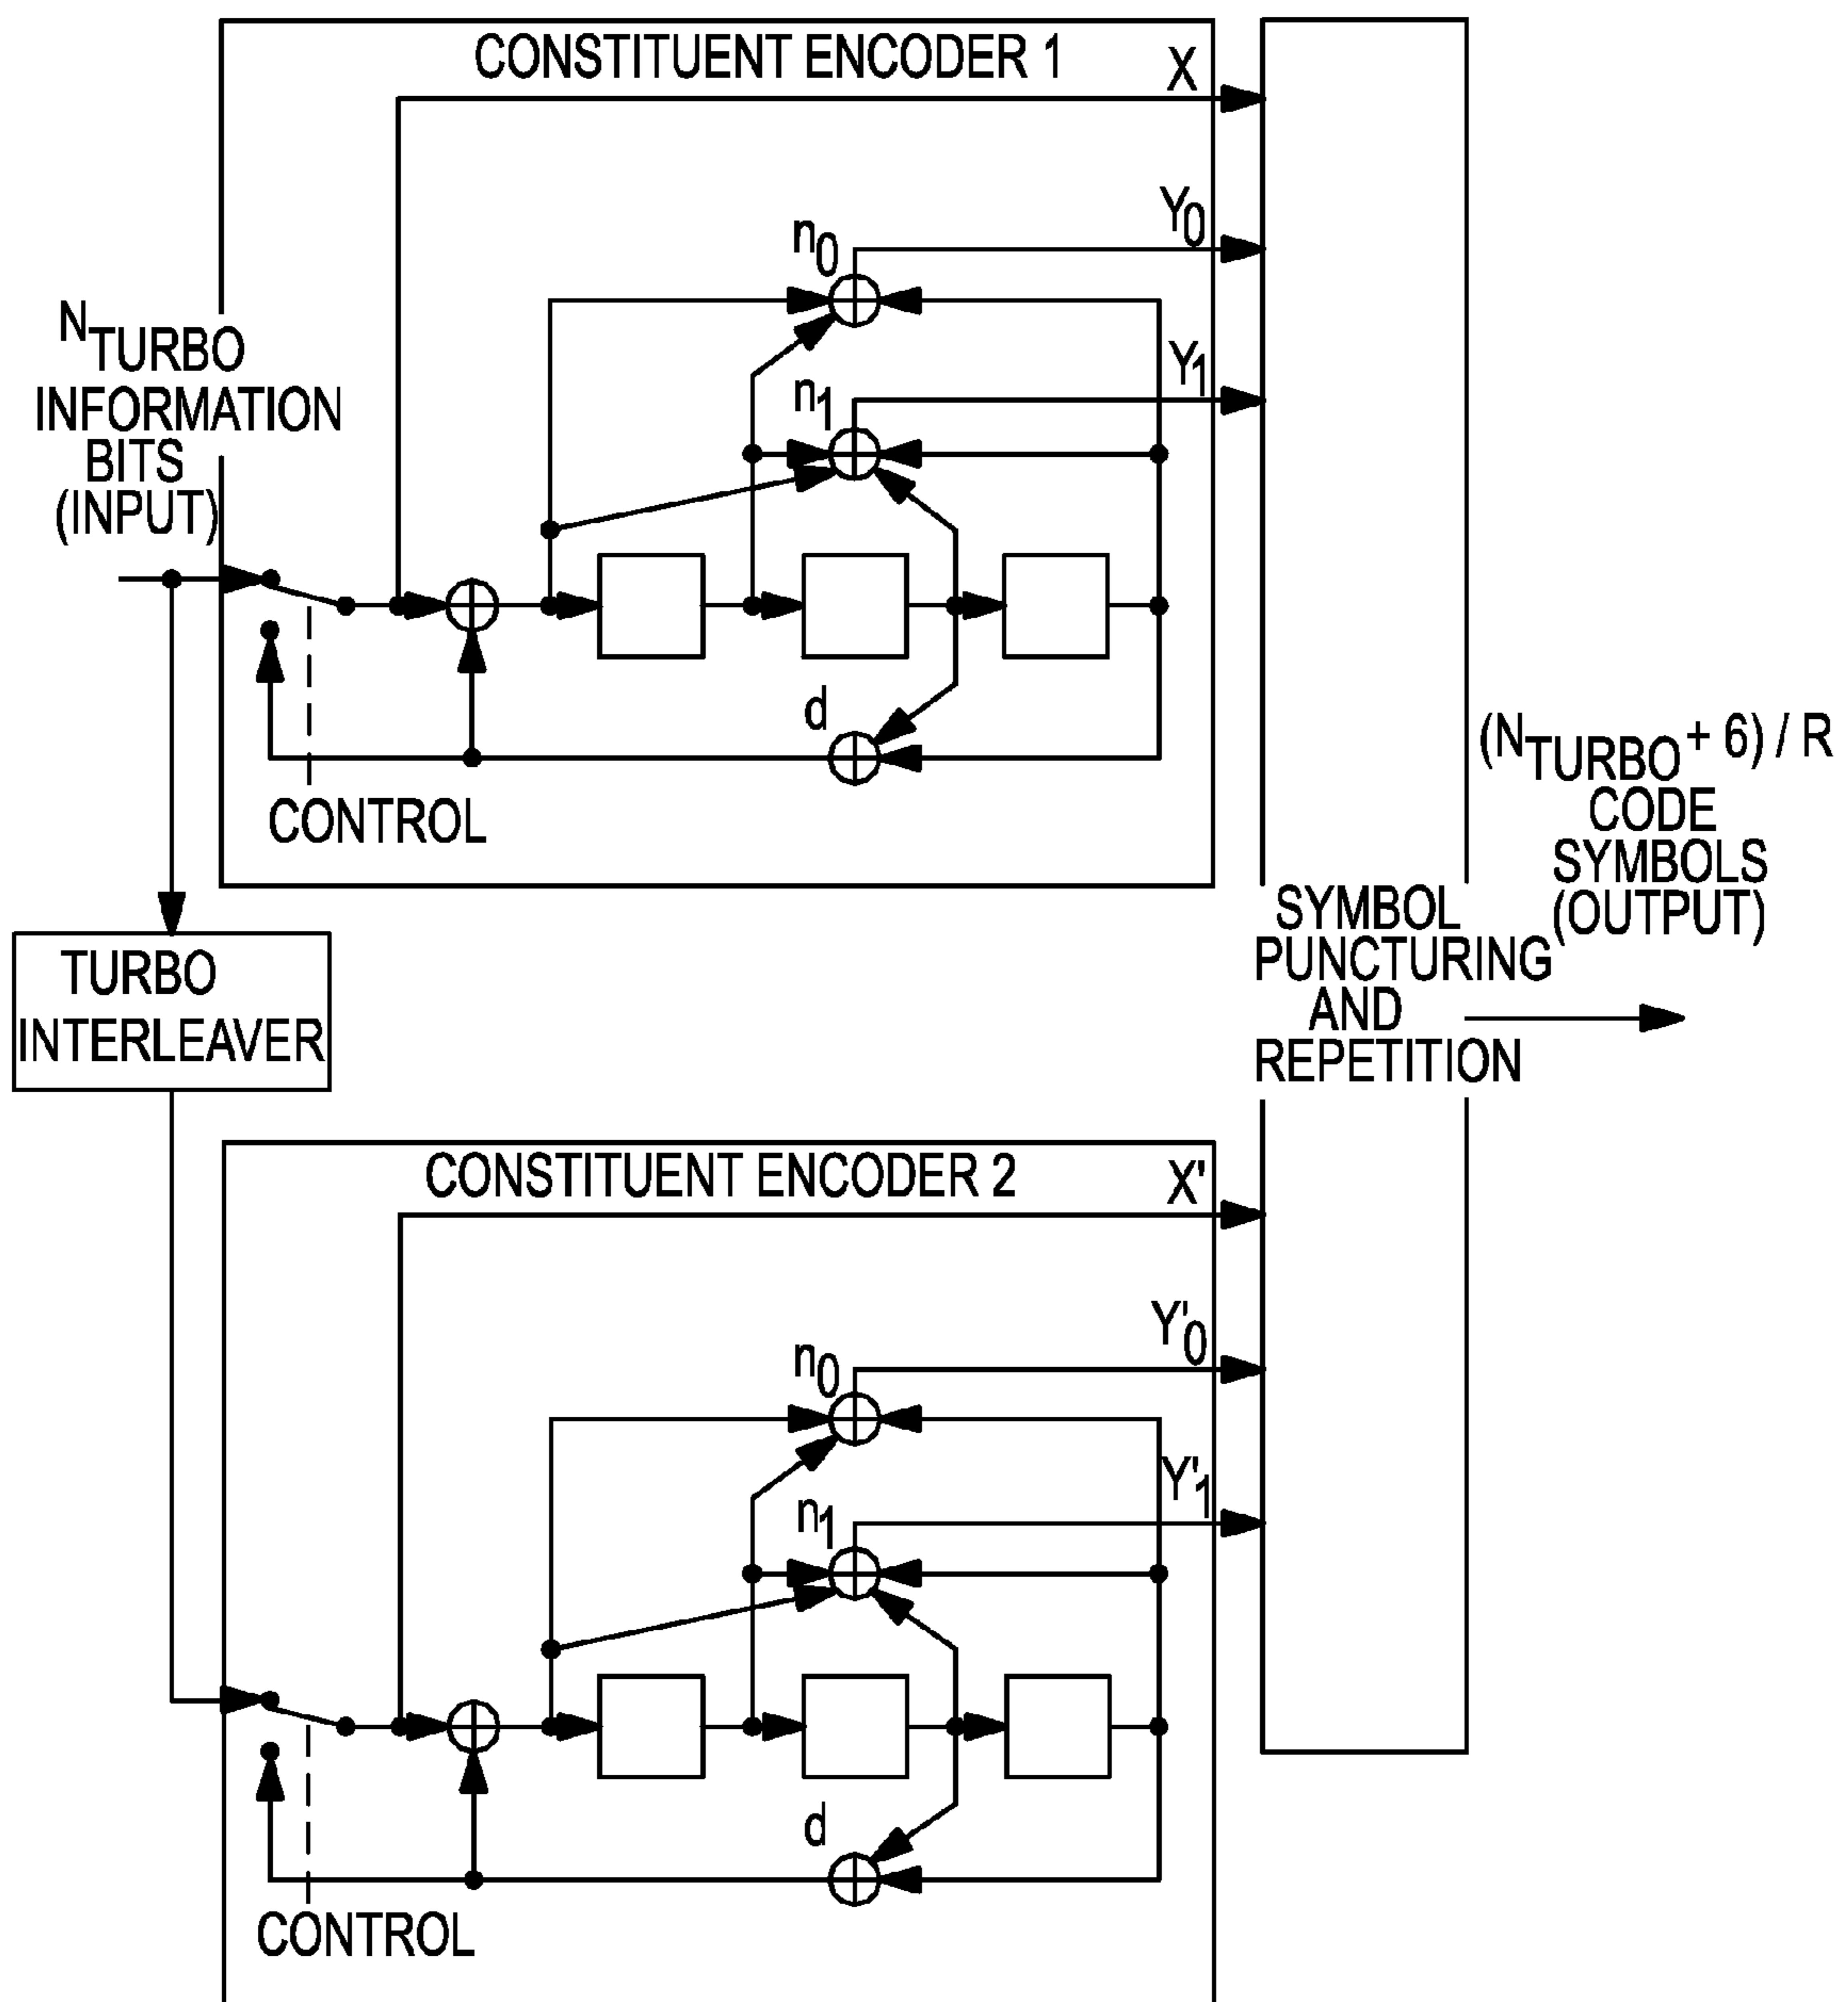 CONSTITUENT ENCODER 1
X
Y0
n0
Y1
n1
NTURBO
INFORMATION
BITS
(INPUT)
d
CONTROL
TURBO
INTERLEAVER
SYMBOL
PUNCTURING
AND
REPETITION
(NTURBO + 6) / R
CODE
SYMBOLS
(OUTPUT)
CONSTITUENT ENCODER 2
X'
Y'0
n0
Y'1
n1
d
CONTROL